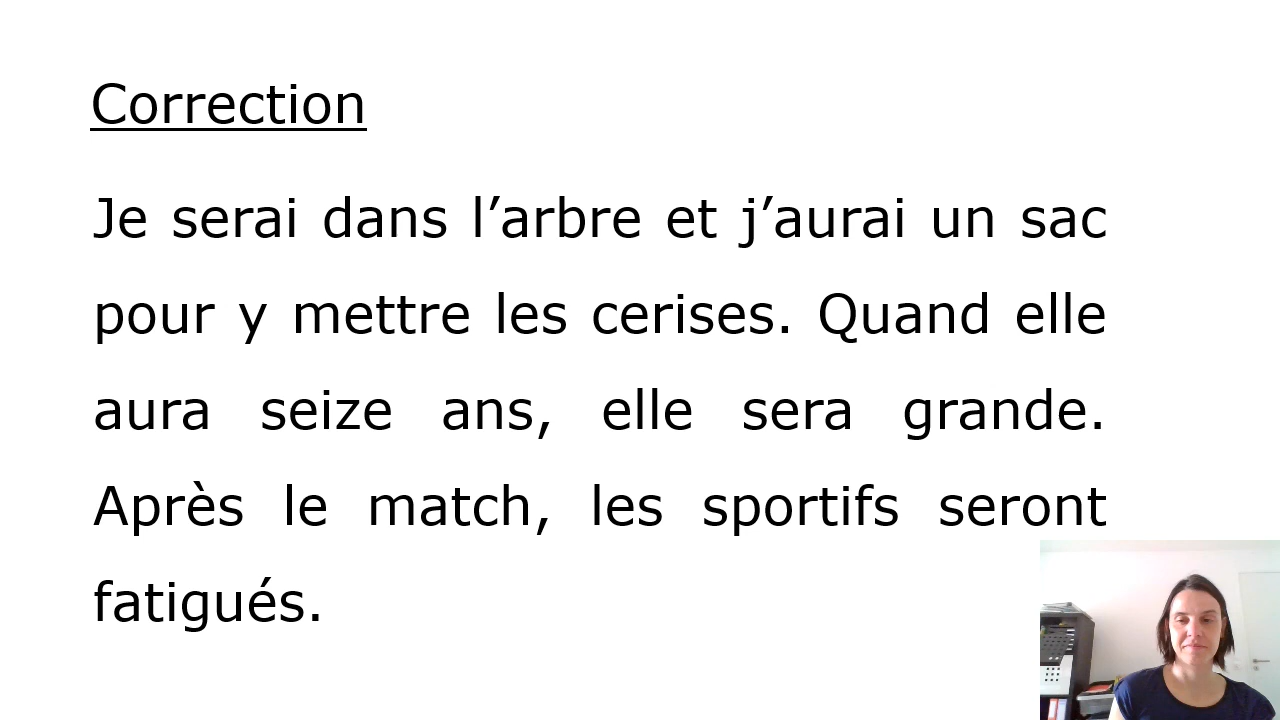 Correction
Je serai dans l’arbre et j’aurai un sac
pour y mettre les cerises. Quand elle
aura seize ans, elle sera grande.
Après le match, les sportifs seront
fatigués.